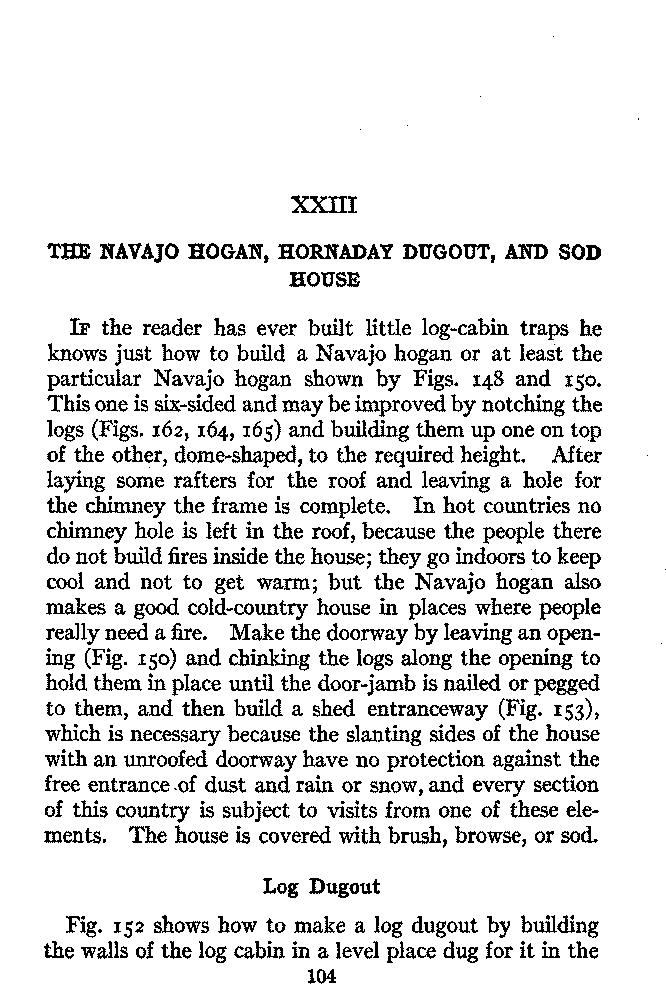 XXIII
THE NAVAJO HOGAN, HORNADAY DUGOUT, AND SOD
HOUSE
IF the reader has ever built little log-cabin traps he
knows just how to build a Navajo hogan or at least the
particular Navajo hogan shown by Figs. 148 and 150.
This one is six-sided and may be improved by notching the
logs (Figs. 162, 164, 165) and building them up one on top
of the other, dome-shaped, to the required height. After
laying some rafters for the roof and leaving a hole for
the chimney the frame is complete. In hot countries no
chimney hole is left in the roof, because the people there
do not build fires inside the house; they go indoors to keep
cool and not to get warm; but the Navajo hogan also
makes a good cold-country house in places where people
really need a fire. Make the doorway by leaving an open-
ing (Fig. 150) and chinking the logs along the opening to
hold them in place until the door-jamb is nailed or pegged
to them, and then build a shed entranceway (Fig. 153),
which is necessary because the slanting sides of the house
with an unroofed doorway have no protection against the
free entrance of dust and rain or snow, and every section
of this country is subject to visits from one of these ele-
ments. The house is covered with brush, browse, or sod.
Log Dugout
Fig. 152 shows how to make a log dugout by building
the walls of the log cabin in a level place dug for it in the
104